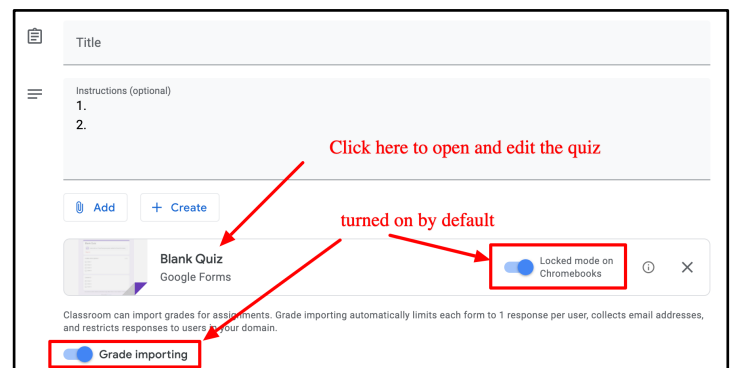 Title
Instructions (optional)
1.
2.
Click here to open and edit the quiz
Add
+ Create
turned on by default
Blank Quiz
Google Forms
Locked mode on
Chromebooks
Classroom can import grades for assignments. Grade importing automatically limits each form to 1 response per user, collects email addresses,
and restricts responses to users in your domain.
Grade importing